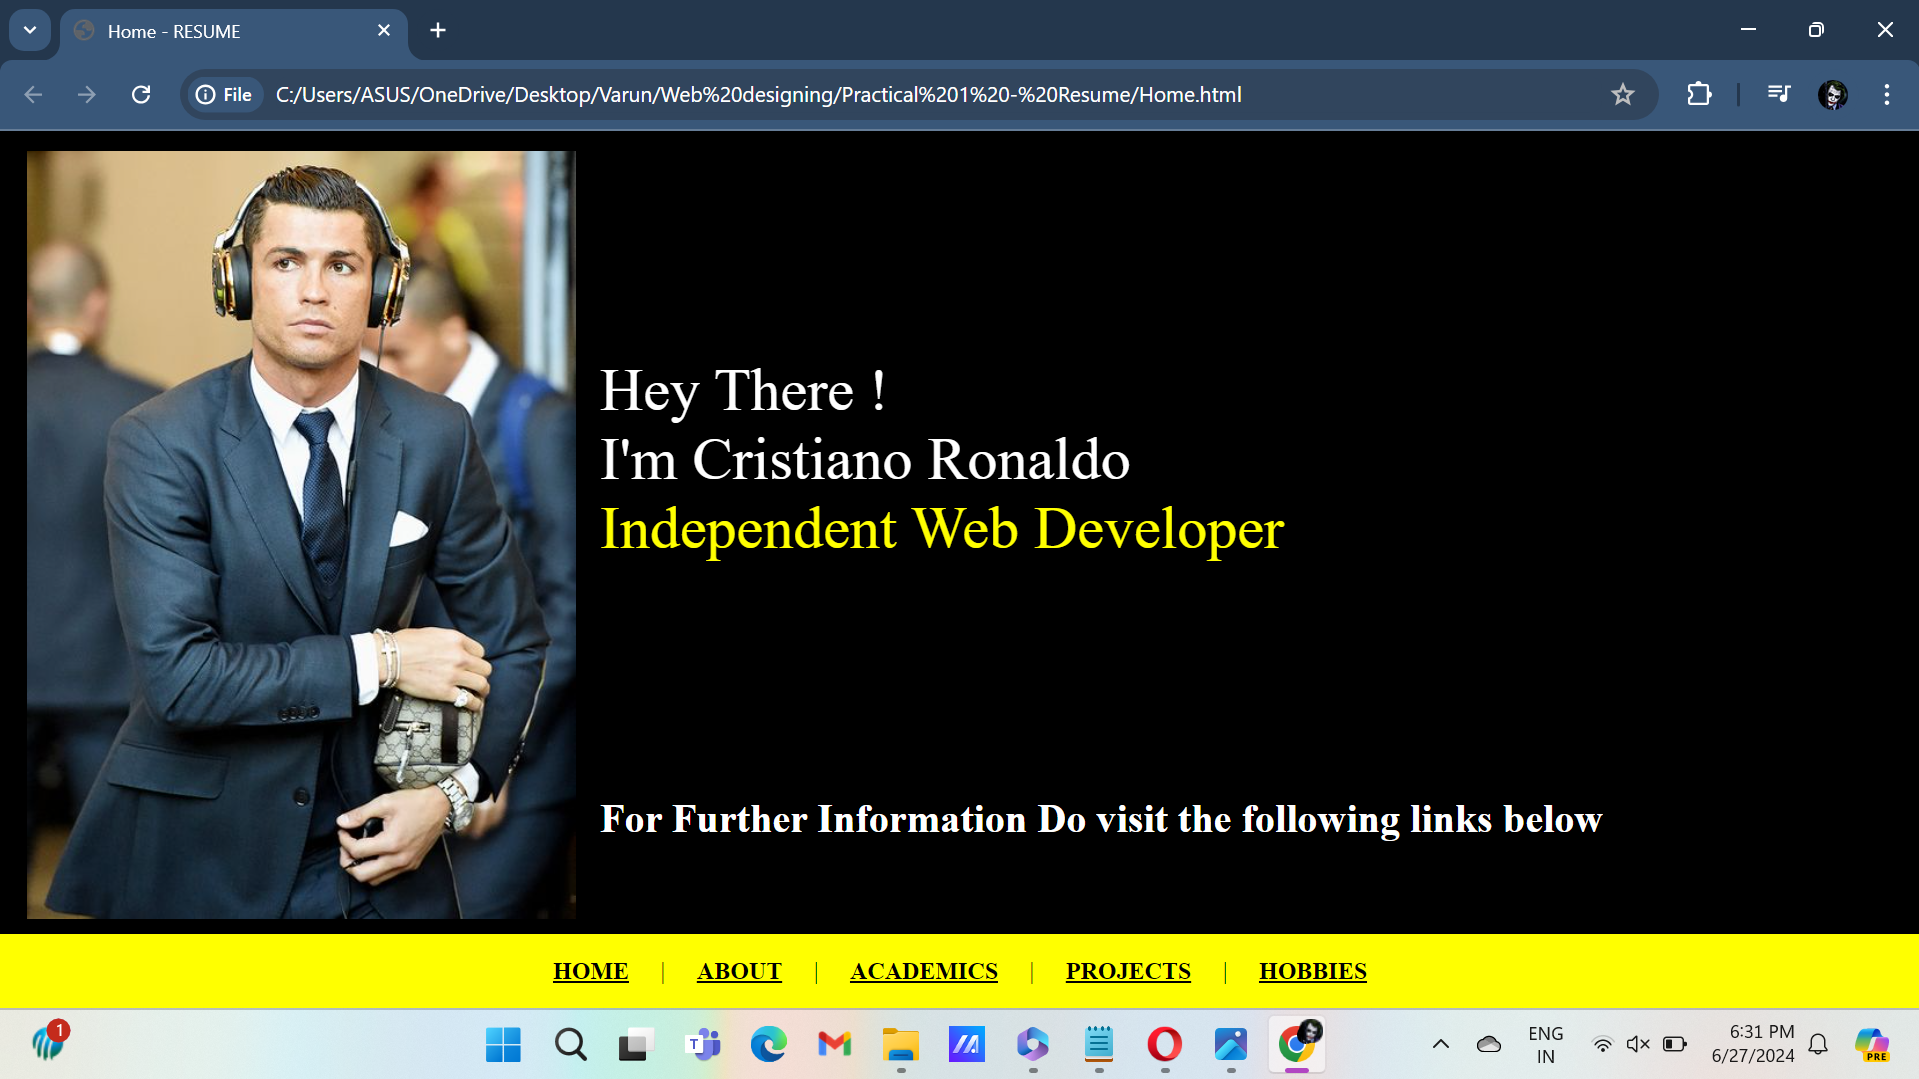 Home - RESUME
File
C:/Users/ASUS/OneDrive/Desktop/Varun/Web%20designing/Practical%201%20-%20Resume/Home.html
Hey There !
I'm Cristiano Ronaldo
Independent Web Developer
For Further Information Do visit the following links below
HOME | ABOUT | ACADEMICS | PROJECTS | HOBBIES
1
T
ENG
IN
6:31 PM
6/27/2024
PRE